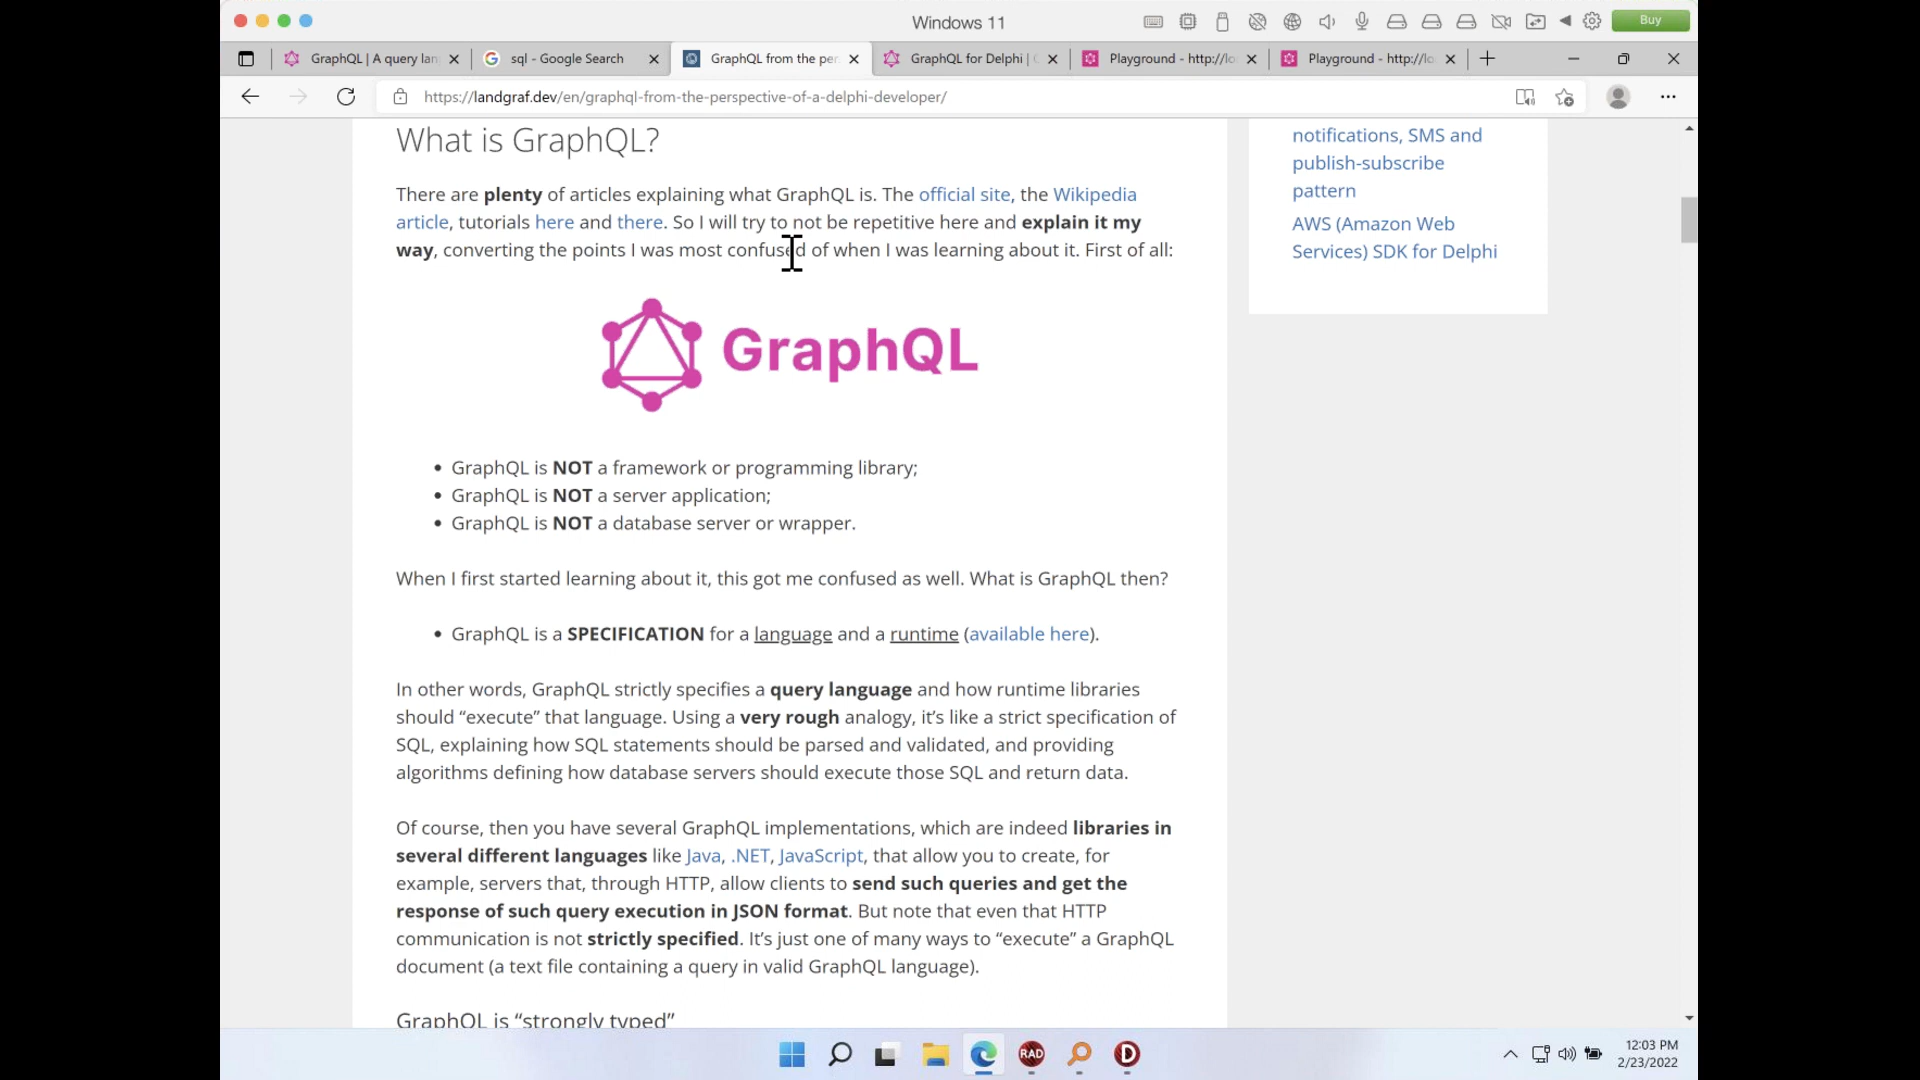 Windows 11
Buy
GraphQL | A query lan
sql - Google Search
GraphQL from the per
GraphQL for Delphi |
Playground - http://lo
Playground - http://lo
https://landgraf.dev/en/graphql-from-the-perspective-of-a-delphi-developer/
What is GraphQL?
There are plenty of articles explaining what GraphQL is. The official site, the Wikipedia
article, tutorials here and there. So I will try to not be repetitive here and explain it my
way, converting the points I was most confused of when I was learning about it. First of all:
GraphQL
• GraphQL is NOT a framework or programming library;
• GraphQL is NOT a server application;
• GraphQL is NOT a database server or wrapper.
When I first started learning about it, this got me confused as well. What is GraphQL then?
• GraphQL is a SPECIFICATION for a language and a runtime (available here).
In other words, GraphQL strictly specifies a query language and how runtime libraries
should “execute” that language. Using a very rough analogy, it’s like a strict specification of
SQL, explaining how SQL statements should be parsed and validated, and providing
algorithms defining how database servers should execute those SQL and return data.
Of course, then you have several GraphQL implementations, which are indeed libraries in
several different languages like Java, .NET, JavaScript, that allow you to create, for
example, servers that, through HTTP, allow clients to send such queries and get the
response of such query execution in JSON format. But note that even that HTTP
communication is not strictly specified. It’s just one of many ways to “execute” a GraphQL
document (a text file containing a query in valid GraphQL language).
GraphQL is “strongly typed”
notifications, SMS and
publish-subscribe
pattern
AWS (Amazon Web
Services) SDK for Delphi
RAD
D
12:03 PM
2/23/2022